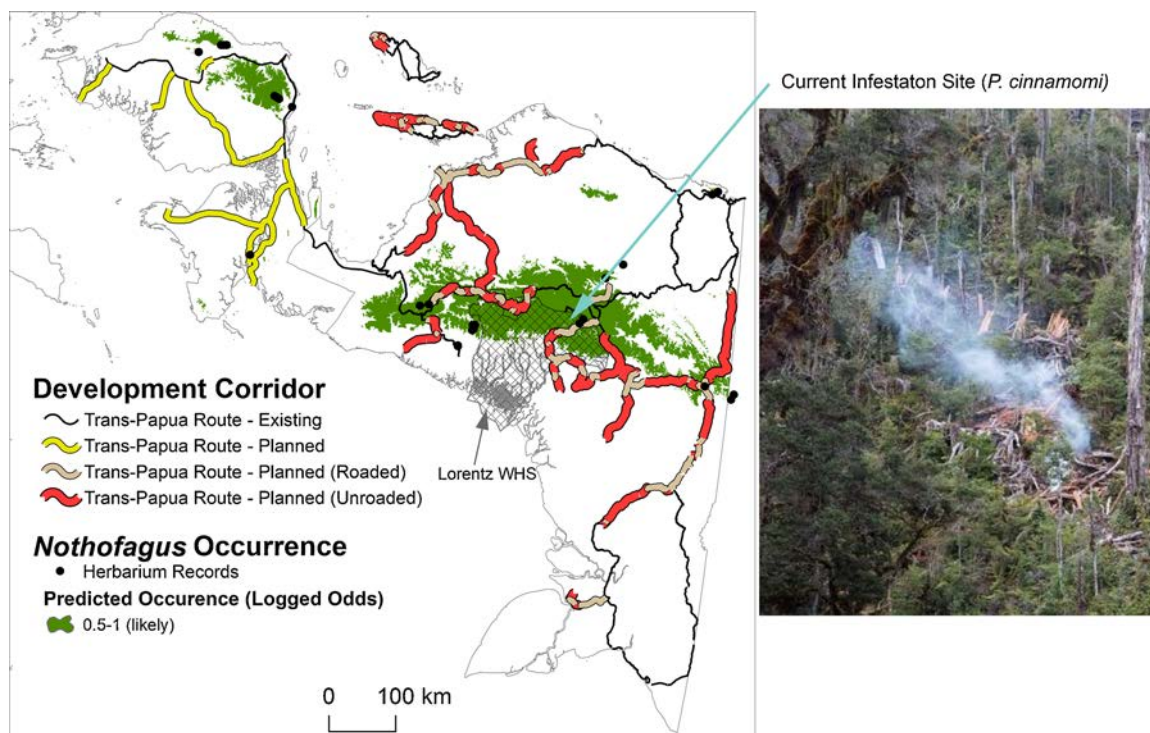 Current Infestaton Site (P. cinnamomi)
Development Corridor
Trans-Papua Route - Existing
Trans-Papua Route - Planned
Trans-Papua Route - Planned (Roaded)
Trans-Papua Route - Planned (Unroaded)
Lorentz WHS
Nothofagus Occurrence
Herbarium Records
Predicted Occurence (Logged Odds)
0.5-1 (likely)
0 100 km